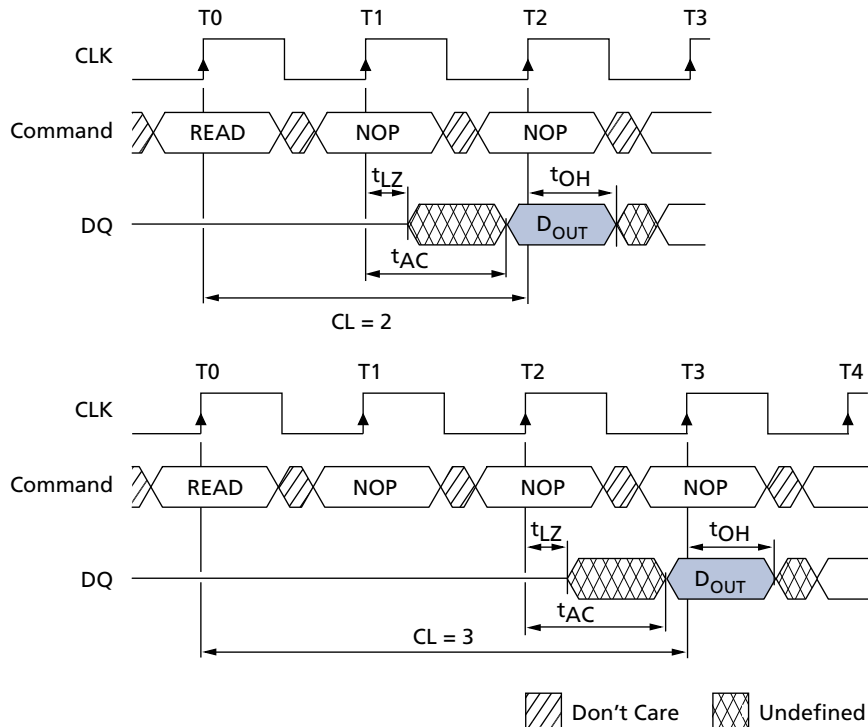 T0 T1 T2 T3
CLK
Command READ NOP NOP
tLZ tOH
DQ DOUT
tAC
CL = 2
T0 T1 T2 T3 T4
CLK
Command READ NOP NOP NOP
tLZ tOH
DQ DOUT
tAC
CL = 3
Don't Care Undefined